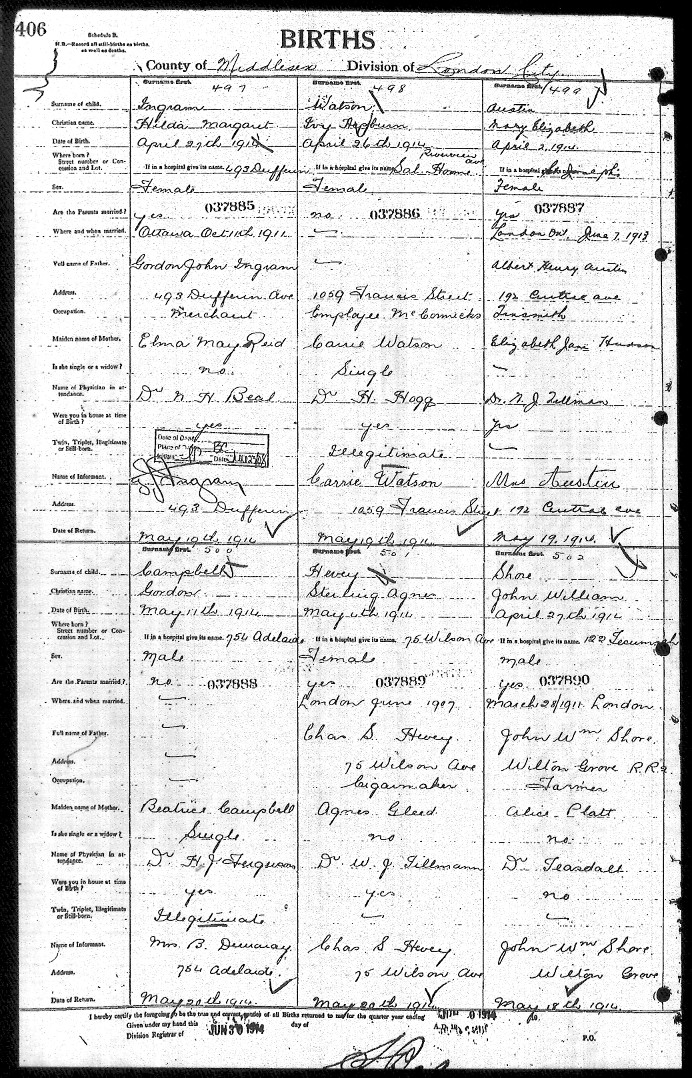 406
Schedule B.
N.B.—Record all still-births as births, as well as deaths.
BIRTHS
County of Middlesex Division of London City
Surname first. Surname first. Surname first.
497 498 499
Surname of child. Ingram Watson Austin
Christian name. Hilda Margaret Ivy Hepburn Mary Elizabeth
Date of Birth. April 27th 1914 April 26th 1914 April 2, 1914
Riverview ave
Where born? Street number or Concession and Lot. If in a hospital give its name. 493 Dufferin If in a hospital give its name. Sal. Home If in a hospital give its name. St Josephs
Sex. Female Female Female
037885 037886 037887
Are the Parents married? yes no yes
Where and when married. Ottawa Oct 11th 1911 — London Ont, June 7, 1913
Full name of Father. Gordon John Ingram — Albert Henry Austin
Address. 493 Dufferin Ave 1059 Francis Street 192 Central ave
Occupation. Merchant Employee McCormicks Tinsmith
Maiden name of Mother. Elma May Reid Carrie Watson Elizabeth Jane Hudson
Is she single or a widow? no. Single —
Name of Physician in attendance. Dr N. H. Beal Dr H. Hogg Dr. N. J. Tillman
Were you in house at time of Birth? yes yes yes
Twin, Triplet, Illegitimate or Still-born. Illegitimate —
Name of Informant. G J Ingram Carrie Watson Mrs Austin
Address. 493 Dufferin 1059 Francis Street 192 Central ave
Date of Return. May 19th 1914 May 19th 1914 May 19, 1914
Surname first. Surname first. Surname first.
500 501 502
Surname of child. Campbell Hevey Shore
Christian name. Gordon Agnes John William
Date of Birth. May 11th 1914 May 1914 April 27th 1914
Where born? Street number or Concession and Lot. If in a hospital give its name. 754 Adelaide If in a hospital give its name. 75 Wilson Ave If in a hospital give its name. 122 Tecumseh
Sex. Male Female Male
037888 037889 037890
Are the Parents married? no yes yes
Where and when married. — London June 1907 March 28/1911 London
Full name of Father. — Chas S. Hevey John Wm Shore
Address. — 75 Wilson Ave Wilton Grove R.R.
Occupation. — Cigarmaker Farmer
Maiden name of Mother. Beatrice Campbell Agnes Gleed Alice Platt
Is she single or a widow? Single no no
Name of Physician in attendance. Dr H. J. Ferguson Dr W. J. Tillmann Dr Teasdall
Were you in house at time of Birth? yes yes no
Twin, Triplet, Illegitimate or Still-born. Illegitimate — —
Name of Informant. Mrs. B. Demaray Chas S Hevey John Wm Shore
Address. 754 Adelaide 75 Wilson Ave Wilton Grove
Date of Return. May 20th 1914 May 20th 1914 May 18th 1914
I hereby certify the foregoing to be the true and correct record of all Births returned to me for the quarter year ending 1914
Given under my hand this JUN 30 1914 day of
Division Registrar of P.O.